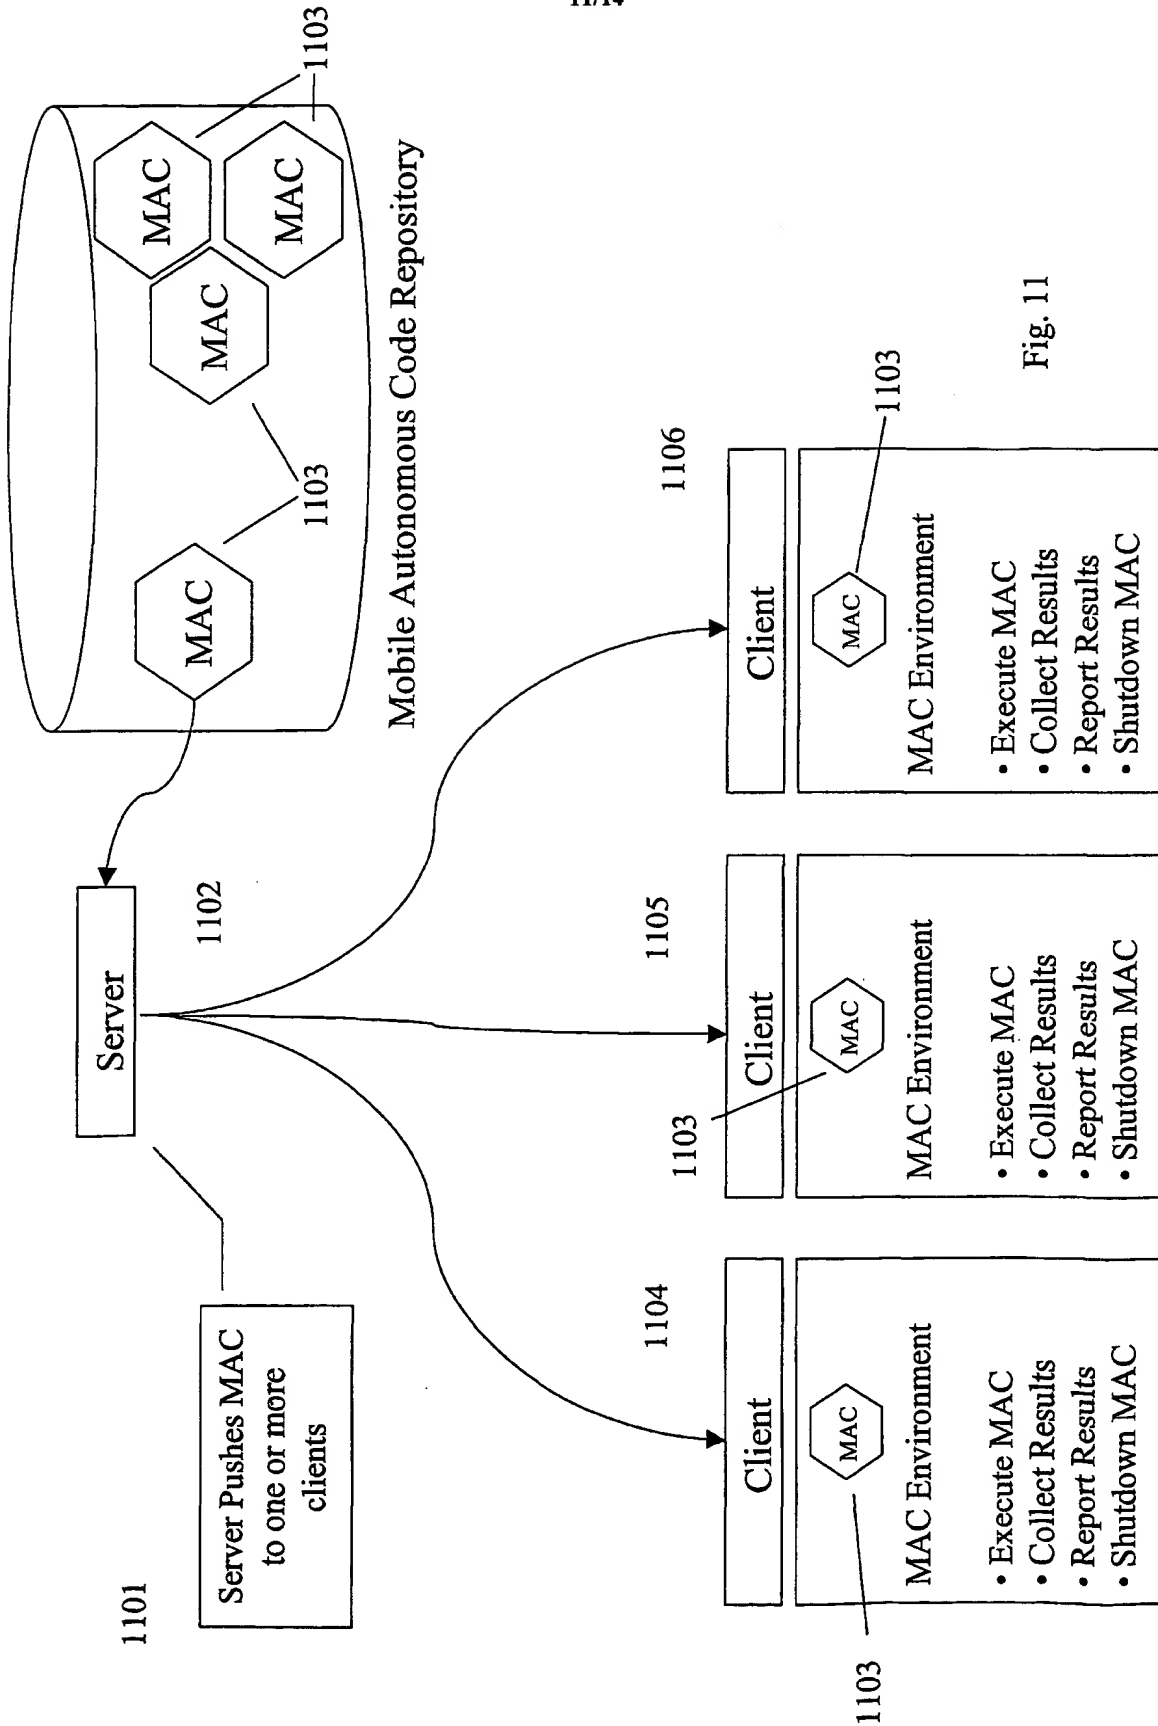 11/14
1101
Server Pushes MAC
to one or more
clients
Server
1102
MAC
MAC
MAC
MAC
1103
1103
Mobile Autonomous Code Repository
1104
Client
MAC
1103
MAC Environment
• Execute MAC
• Collect Results
• Report Results
• Shutdown MAC
1105
Client
MAC
1103
MAC Environment
• Execute MAC
• Collect Results
• Report Results
• Shutdown MAC
1106
Client
MAC
1103
MAC Environment
• Execute MAC
• Collect Results
• Report Results
• Shutdown MAC
Fig. 11